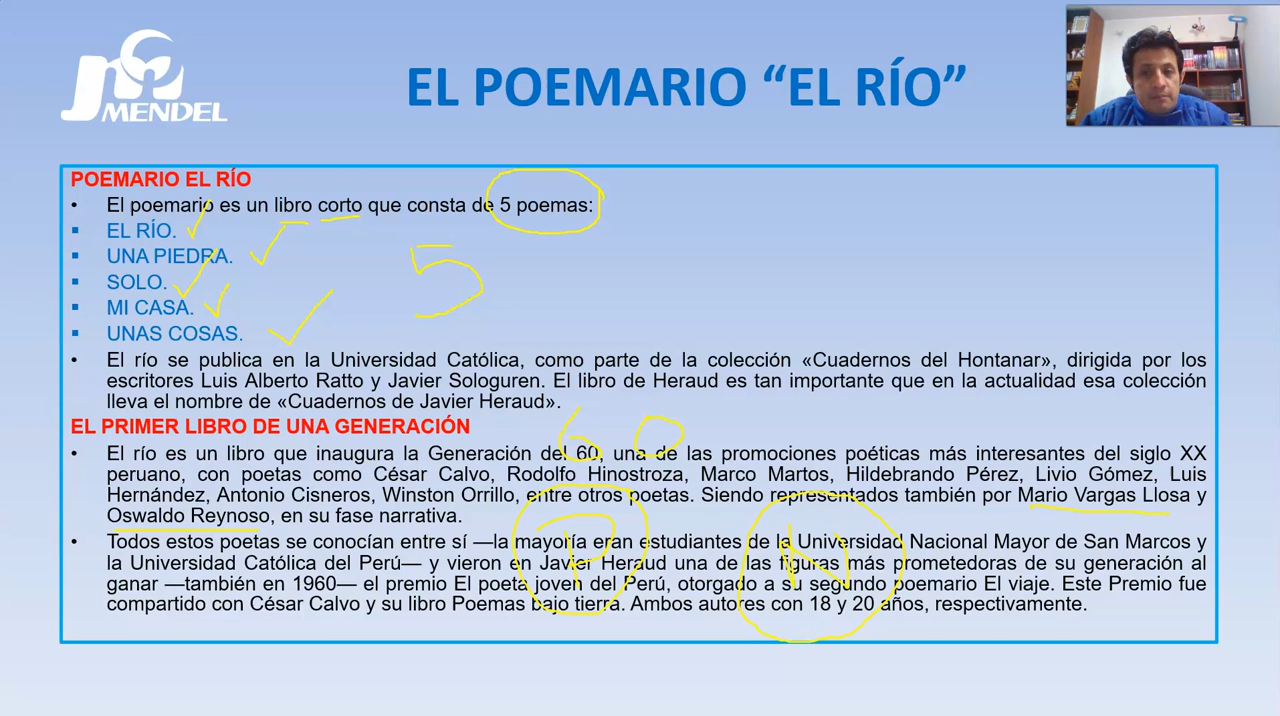 MENDEL
EL POEMARIO “EL RÍO”
POEMARIO EL RÍO
• El poemario es un libro corto que consta de 5 poemas:
▪ EL RÍO.
▪ UNA PIEDRA.
▪ SOLO.
▪ MI CASA.
▪ UNAS COSAS.
5
• El río se publica en la Universidad Católica, como parte de la colección «Cuadernos del Hontanar», dirigida por los
escritores Luis Alberto Ratto y Javier Sologuren. El libro de Heraud es tan importante que en la actualidad esa colección
lleva el nombre de «Cuadernos de Javier Heraud».
60
EL PRIMER LIBRO DE UNA GENERACIÓN
• El río es un libro que inaugura la Generación del 60, una de las promociones poéticas más interesantes del siglo XX
peruano, con poetas como César Calvo, Rodolfo Hinostroza, Marco Martos, Hildebrando Pérez, Livio Gómez, Luis
Hernández, Antonio Cisneros, Winston Orrillo, entre otros poetas. Siendo representados también por Mario Vargas Llosa y
Oswaldo Reynoso, en su fase narrativa.
P N
• Todos estos poetas se conocían entre sí —la mayoría eran estudiantes de la Universidad Nacional Mayor de San Marcos y
la Universidad Católica del Perú— y vieron en Javier Heraud una de las figuras más prometedoras de su generación al
ganar —también en 1960— el premio El poeta joven del Perú, otorgado a su segundo poemario El viaje. Este Premio fue
compartido con César Calvo y su libro Poemas bajo tierra. Ambos autores con 18 y 20 años, respectivamente.